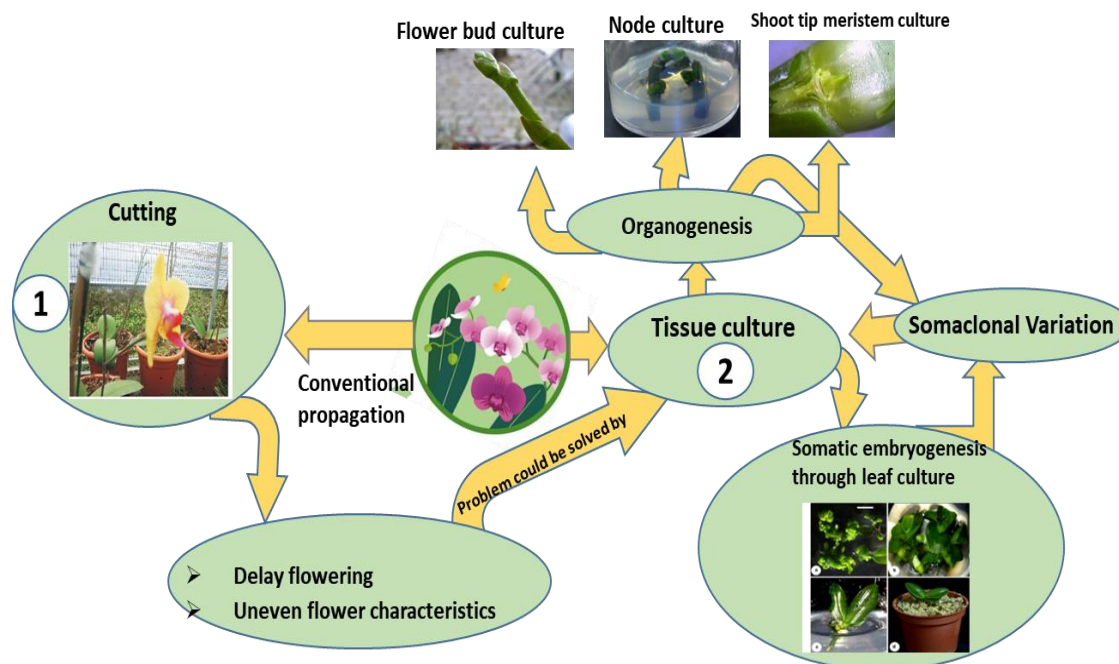 Flower bud culture
Node culture
Shoot tip meristem culture
Cutting
1
Organogenesis
Conventional
propagation
Tissue culture
2
Somaclonal Variation
Problem could be solved by
Somatic embryogenesis
through leaf culture
Delay flowering
Uneven flower characteristics